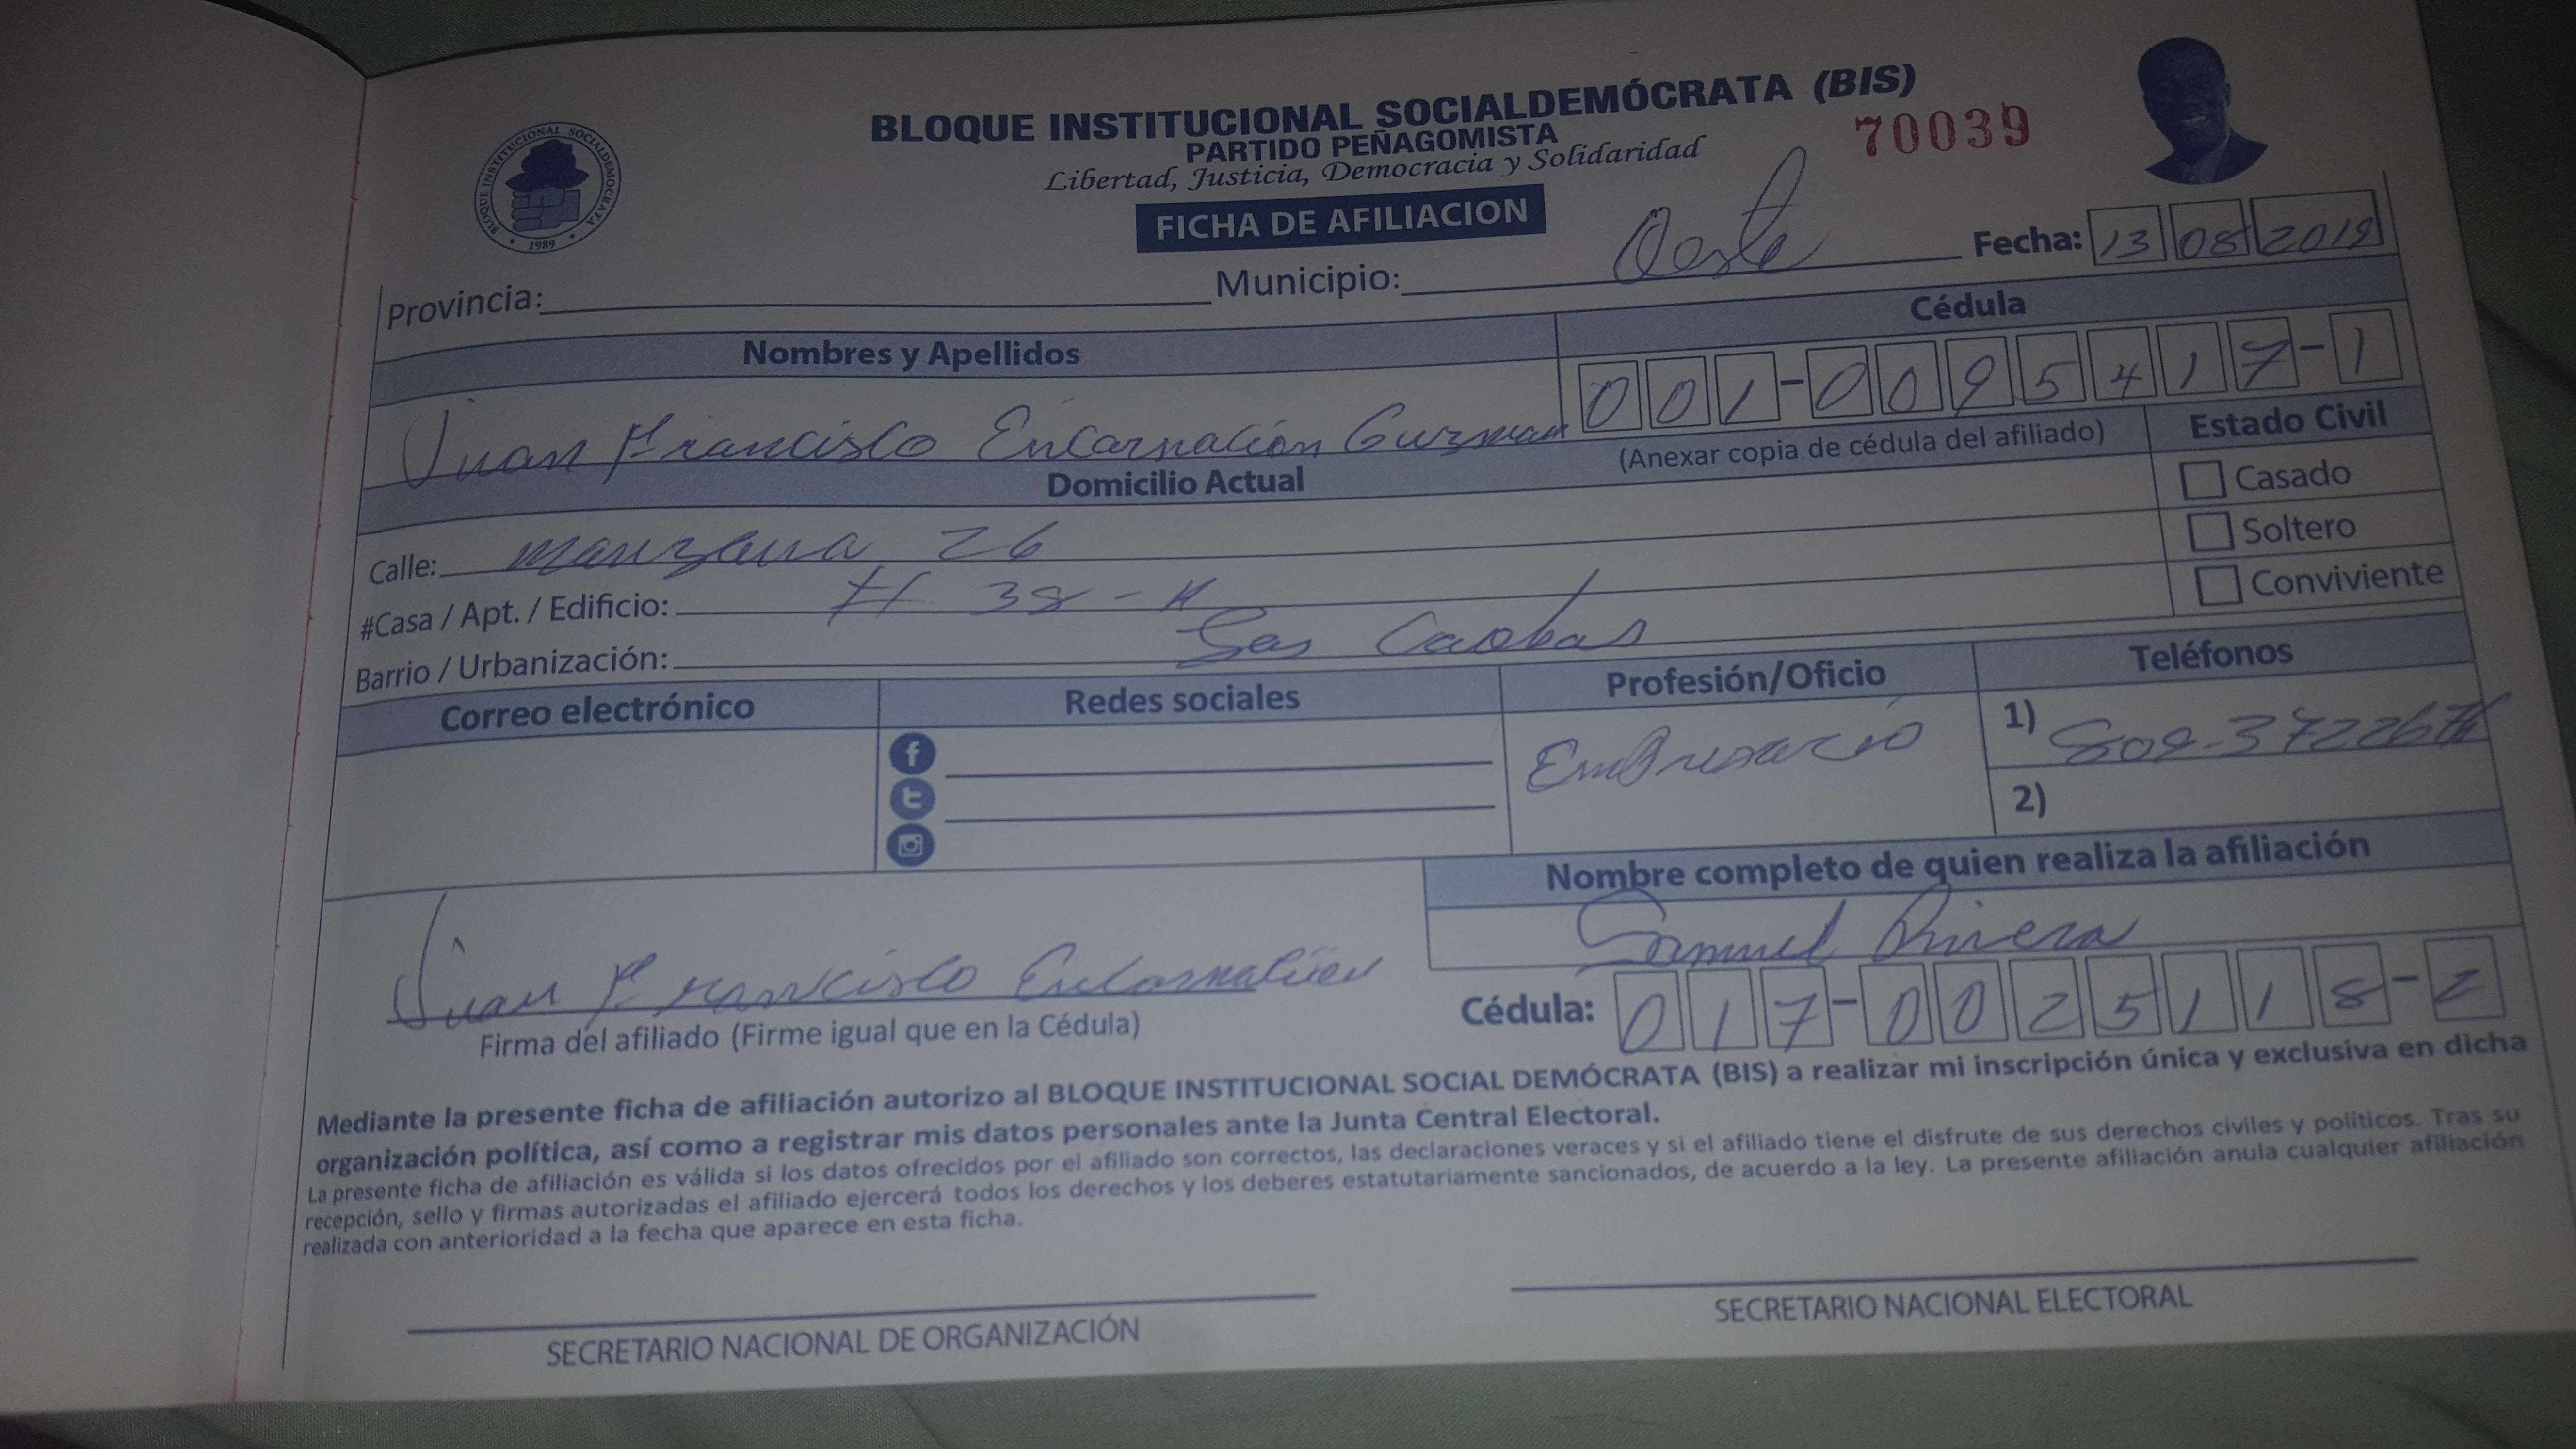 BLOQUE INSTITUCIONAL SOCIALDEMÓCRATA (BIS)
PARTIDO PEÑAGOMISTA
Libertad, Justicia, Democracia y Solidaridad
70039
BLOQUE INSTITUCIONAL SOCIALDEMOCRATA
1989
FICHA DE AFILIACION
Fecha: 13 08 2019
Provincia: Municipio: Oeste
Nombres y Apellidos Cédula
Juan Francisco Encarnación Guzman 001-0095417-1
(Anexar copia de cédula del afiliado) Estado Civil
Domicilio Actual Casado
Calle: Manzana 26 Soltero
#Casa / Apt. / Edificio: # 38 - Conviviente
Barrio / Urbanización: Las Caobas
Correo electrónico Redes sociales Profesión/Oficio Teléfonos
Embresario 1) 809-372267
2)
Nombre completo de quien realiza la afiliación
Samuel Rivera
Juan Francisco Encarnación
Firma del afiliado (Firme igual que en la Cédula) Cédula: 017-0025118-2
Mediante la presente ficha de afiliación autorizo al BLOQUE INSTITUCIONAL SOCIAL DEMÓCRATA (BIS) a realizar mi inscripción única y exclusiva en dicha
organización política, así como a registrar mis datos personales ante la Junta Central Electoral.
La presente ficha de afiliación es válida si los datos ofrecidos por el afiliado son correctos, las declaraciones veraces y si el afiliado tiene el disfrute de sus derechos civiles y políticos. Tras su
recepción, sello y firmas autorizadas el afiliado ejercerá todos los derechos y los deberes estatutariamente sancionados, de acuerdo a la ley. La presente afiliación anula cualquier afiliación
realizada con anterioridad a la fecha que aparece en esta ficha.
SECRETARIO NACIONAL DE ORGANIZACIÓN SECRETARIO NACIONAL ELECTORAL